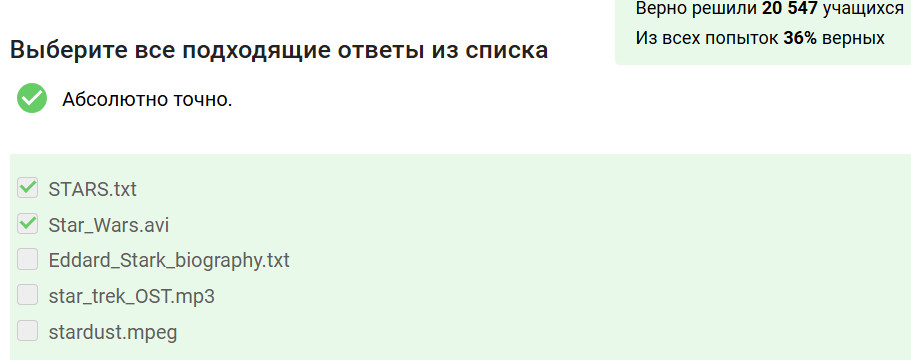 Верно решили 20 547 учащихся
Из всех попыток 36% верных
Выберите все подходящие ответы из списка
Абсолютно точно.
STARS.txt
Star_Wars.avi
Eddard_Stark_biography.txt
star_trek_OST.mp3
stardust.mpeg